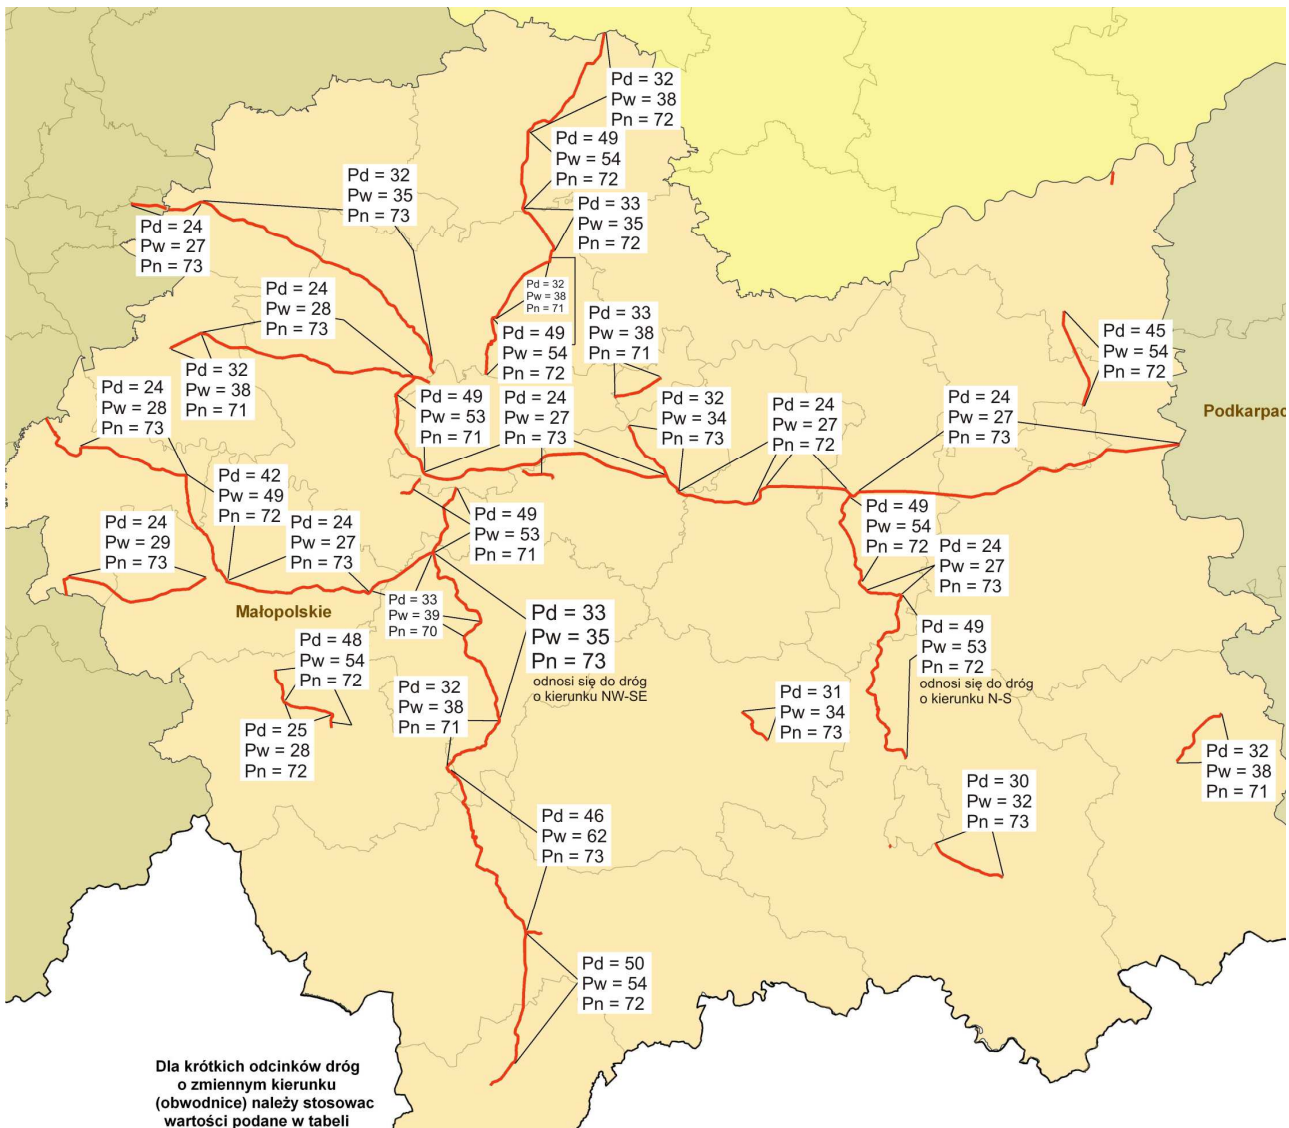 Pd = 32
Pw = 38
Pn = 72
Pd = 49
Pw = 54
Pn = 72
Pd = 32
Pw = 35
Pn = 73
Pd = 33
Pw = 35
Pn = 72
Pd = 24
Pw = 27
Pn = 73
Pd = 24
Pw = 28
Pn = 73
Pd = 32
Pw = 38
Pn = 71
Pd = 33
Pw = 38
Pn = 71
Pd = 49
Pw = 54
Pn = 72
Pd = 45
Pw = 54
Pn = 72
Pd = 32
Pw = 38
Pn = 71
Pd = 24
Pw = 28
Pn = 73
Pd = 49
Pw = 53
Pn = 71
Pd = 24
Pw = 27
Pn = 73
Pd = 32
Pw = 34
Pn = 73
Pd = 24
Pw = 27
Pn = 72
Pd = 24
Pw = 27
Pn = 73
Podkarpac
Pd = 42
Pw = 49
Pn = 72
Pd = 49
Pw = 53
Pn = 71
Pd = 49
Pw = 54
Pn = 72
Pd = 24
Pw = 29
Pn = 73
Pd = 24
Pw = 27
Pn = 73
Pd = 24
Pw = 27
Pn = 73
Małopolskie
Pd = 33
Pw = 39
Pn = 70
Pd = 33
Pw = 35
Pn = 73
odnosi się do dróg
o kierunku NW-SE
Pd = 49
Pw = 53
Pn = 72
odnosi się do dróg
o kierunku N-S
Pd = 48
Pw = 54
Pn = 72
Pd = 32
Pw = 38
Pn = 71
Pd = 31
Pw = 34
Pn = 73
Pd = 25
Pw = 28
Pn = 72
Pd = 32
Pw = 38
Pn = 71
Pd = 30
Pw = 32
Pn = 73
Pd = 46
Pw = 62
Pn = 73
Pd = 50
Pw = 54
Pn = 72
Dla krótkich odcinków dróg
o zmiennym kierunku
(obwodnice) należy stosowac
wartości podane w tabeli